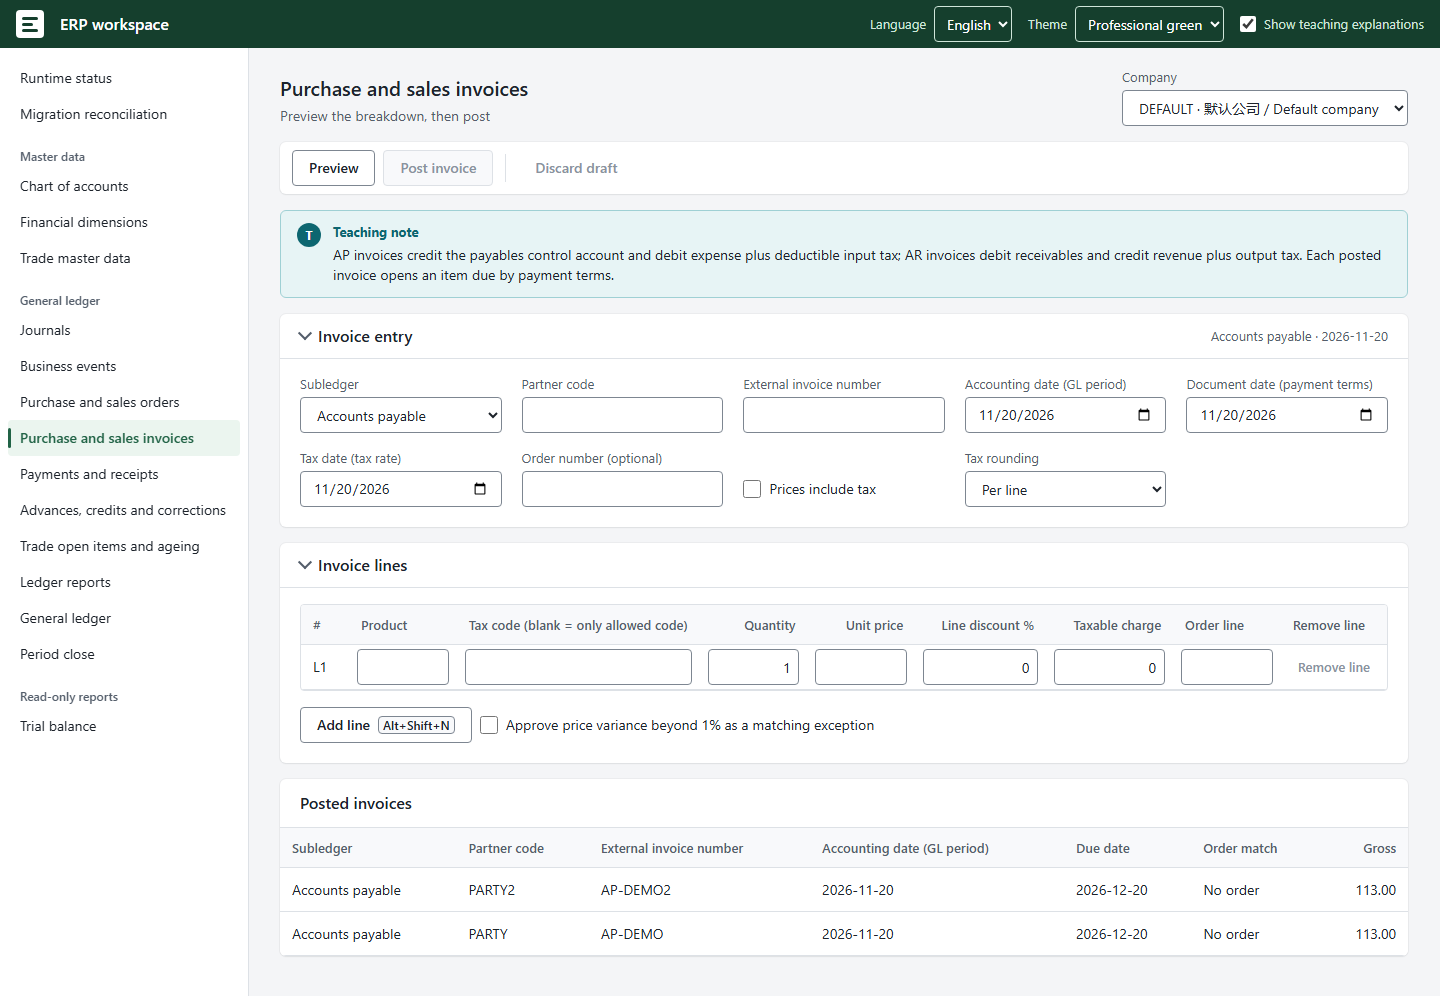 ERP workspace
Language English Theme Professional green Show teaching explanations
Runtime status
Migration reconciliation
Master data
Chart of accounts
Financial dimensions
Trade master data
General ledger
Journals
Business events
Purchase and sales orders
Purchase and sales invoices
Payments and receipts
Advances, credits and corrections
Trade open items and ageing
Ledger reports
General ledger
Period close
Read-only reports
Trial balance
Purchase and sales invoices
Preview the breakdown, then post
Company
DEFAULT · 默认公司 / Default company
Preview Post invoice Discard draft
T
Teaching note
AP invoices credit the payables control account and debit expense plus deductible input tax; AR invoices debit receivables and credit revenue plus output tax. Each posted
invoice opens an item due by payment terms.
Invoice entry
Accounts payable · 2026-11-20
Subledger Partner code External invoice number Accounting date (GL period) Document date (payment terms)
Accounts payable 11/20/2026 11/20/2026
Tax date (tax rate) Order number (optional) Tax rounding
11/20/2026 Prices include tax Per line
Invoice lines
# Product Tax code (blank = only allowed code) Quantity Unit price Line discount % Taxable charge Order line Remove line
L1 1 0 0 Remove line
Add line Alt+Shift+N Approve price variance beyond 1% as a matching exception
Posted invoices
Subledger Partner code External invoice number Accounting date (GL period) Due date Order match Gross
Accounts payable PARTY2 AP-DEMO2 2026-11-20 2026-12-20 No order 113.00
Accounts payable PARTY AP-DEMO 2026-11-20 2026-12-20 No order 113.00